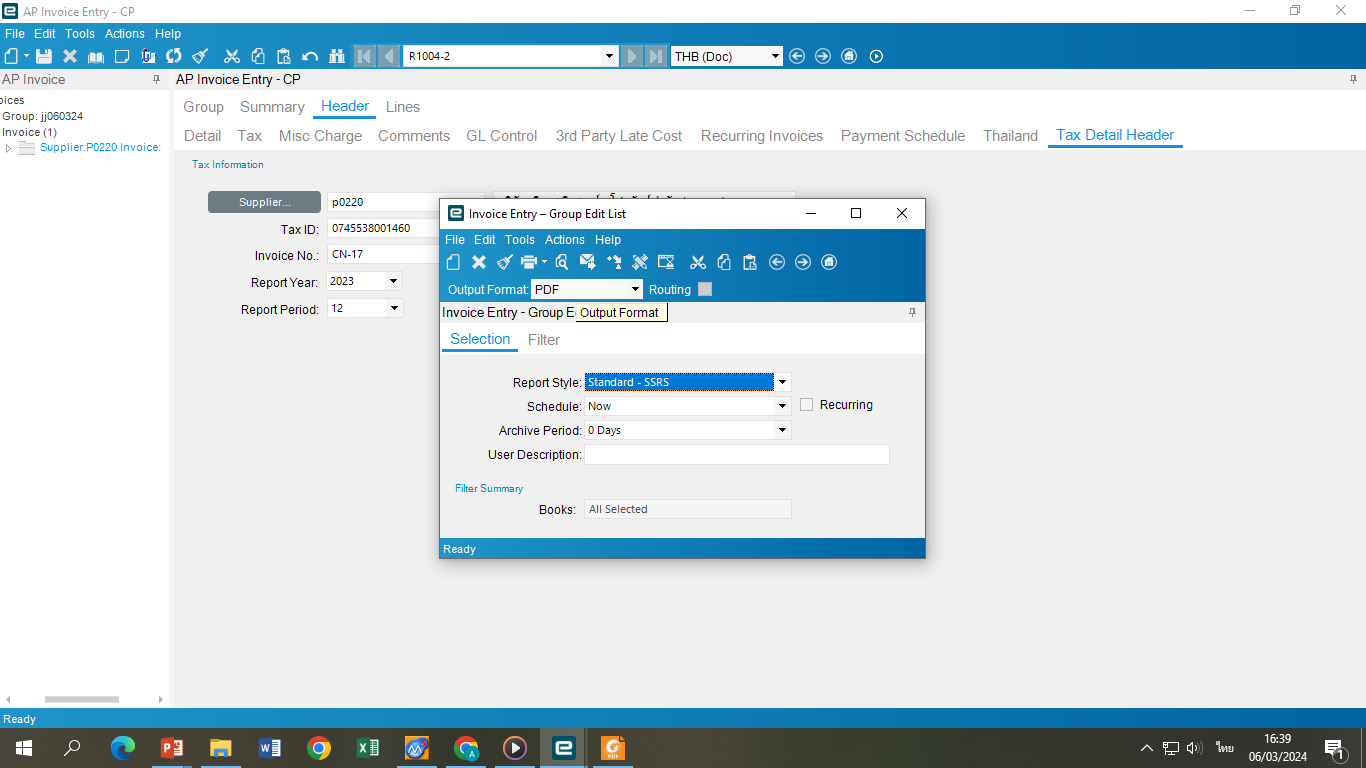 AP Invoice Entry - CP
File Edit Tools Actions Help
R1004-2 THB (Doc)
AP Invoice
AP Invoice Entry - CP
oices
Group: jj060324
Invoice (1)
Supplier:P0220 Invoice:
Group Summary Header Lines
Detail Tax Misc Charge Comments GL Control 3rd Party Late Cost Recurring Invoices Payment Schedule Thailand Tax Detail Header
Tax Information
Supplier... p0220
Tax ID: 0745538001460
Invoice No.: CN-17
Report Year: 2023
Report Period: 12
Invoice Entry – Group Edit List
File Edit Tools Actions Help
Output Format: PDF Routing
Invoice Entry - Group E
Output Format
Selection Filter
Report Style: Standard - SSRS
Schedule: Now Recurring
Archive Period: 0 Days
User Description:
Filter Summary
Books: All Selected
Ready
Ready
ไทย
16:39
06/03/2024
1